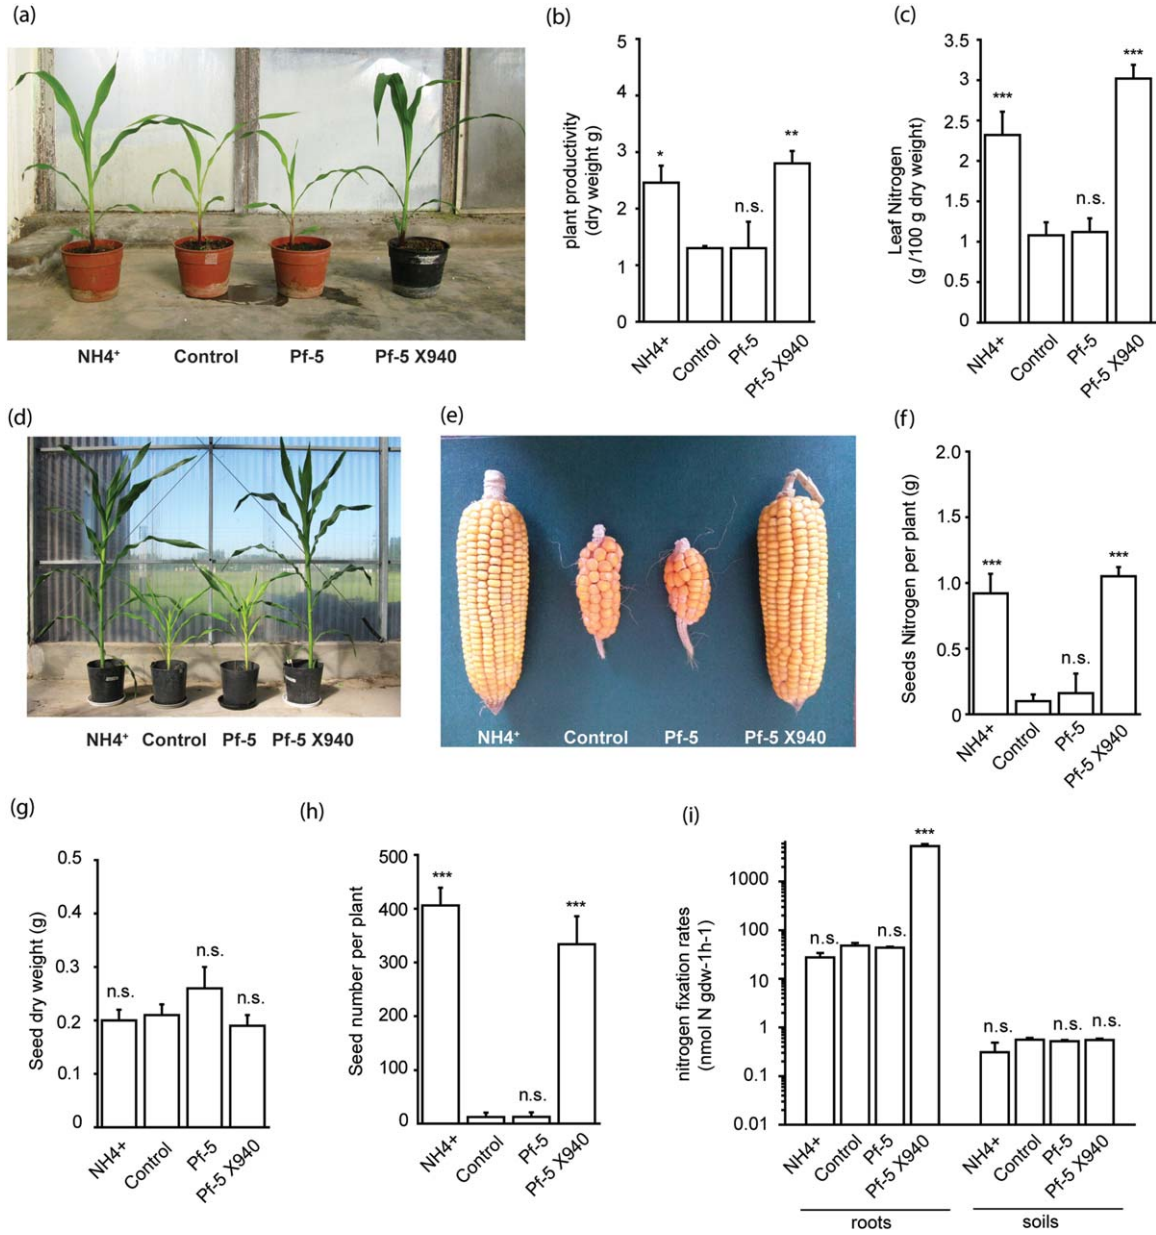 (a)
NH4⁺ Control Pf-5 Pf-5 X940
(b)
plant productivity
(dry weight g)
5
4
3
2
1
0
*
n.s.
**
NH4+
Control
Pf-5
Pf-5 X940
(c)
Leaf Nitrogen
(g /100 g dry weight)
3.5
3
2.5
2
1.5
1
0.5
0
***
n.s.
***
NH4+
Control
Pf-5
Pf-5 X940
(d)
NH4⁺ Control Pf-5 Pf-5 X940
(e)
NH4⁺ Control Pf-5 Pf-5 X940
(f)
Seeds Nitrogen per plant (g)
2.0
1.5
1.0
0.5
0
***
n.s.
***
NH4+
Control
Pf-5
Pf-5 X940
(g)
Seed dry weight (g)
0.5
0.4
0.3
0.2
0.1
0
n.s.
n.s.
n.s.
NH4+
Control
Pf-5
Pf-5 X940
(h)
Seed number per plant
500
400
300
200
100
0
***
n.s.
***
NH4+
Control
Pf-5
Pf-5 X940
(i)
nitrogen fixation rates
(nmol N gdw-1h-1)
1000
100
10
1
0.1
0.01
n.s.
n.s.
***
n.s.
n.s.
n.s.
NH4+
Control
Pf-5
Pf-5 X940
NH4+
Control
Pf-5
Pf-5 X940
roots
soils